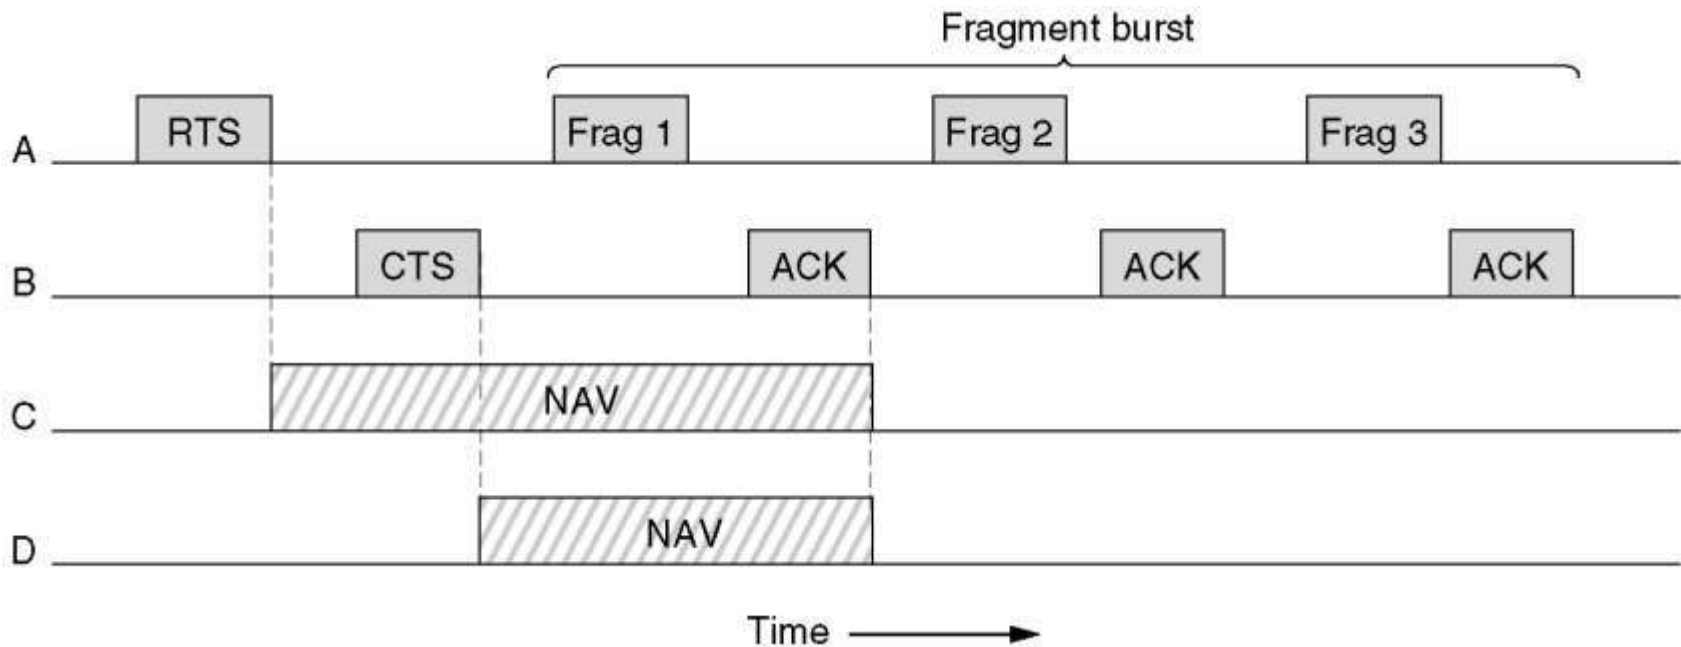 Fragment burst
A RTS Frag 1 Frag 2 Frag 3
B CTS ACK ACK ACK
C NAV
D NAV
Time